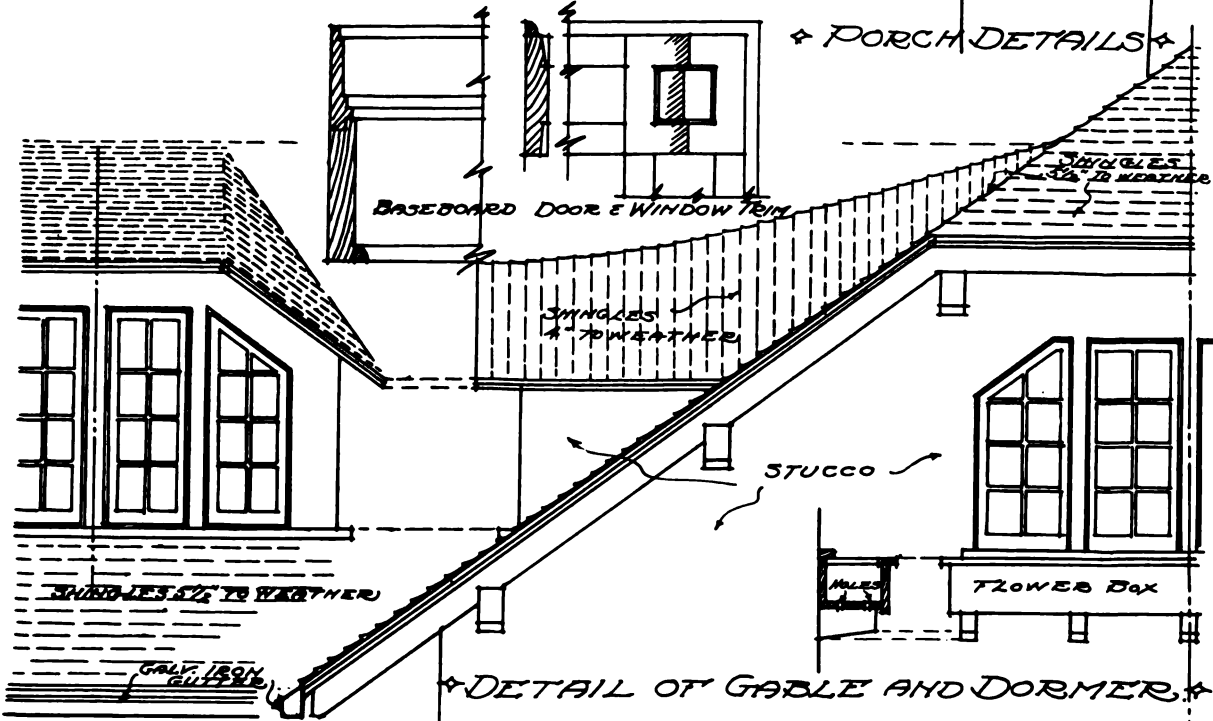 PORCH DETAILS
SHINGLES
5½" TO WEATHER
BASEBOARD DOOR & WINDOW TRIM
SHINGLES
4" TO WEATHER
STUCCO
HOLES
FLOWER BOX
SHINGLES 5½" TO WEATHER
GALV. IRON
GUTTER
DETAIL OF GABLE AND DORMER.